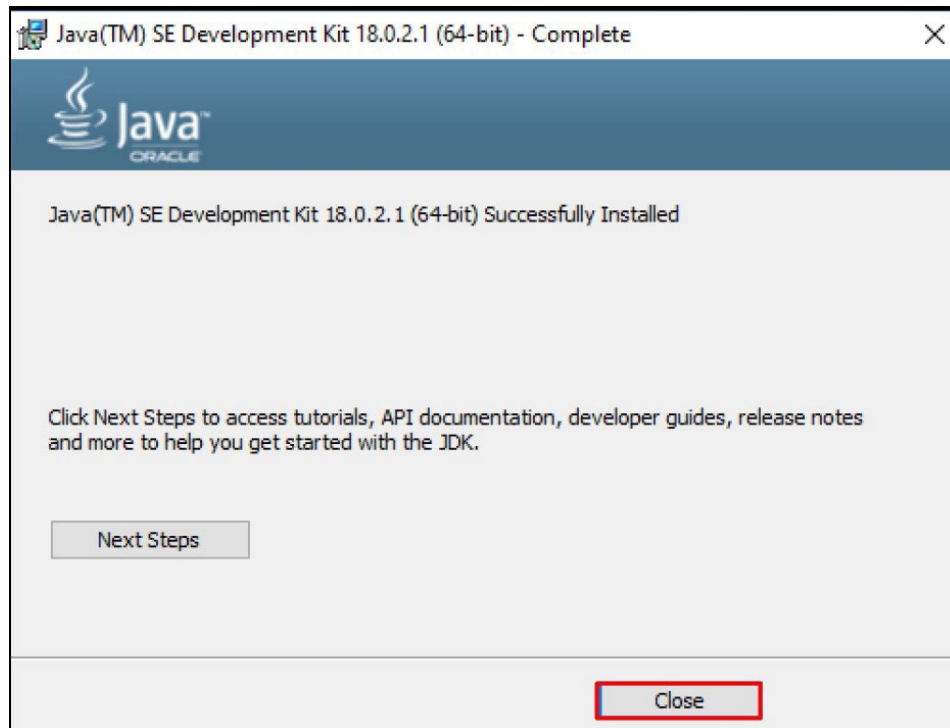 Java(TM) SE Development Kit 18.0.2.1 (64-bit) - Complete
Java™
ORACLE
Java(TM) SE Development Kit 18.0.2.1 (64-bit) Successfully Installed
Click Next Steps to access tutorials, API documentation, developer guides, release notes
and more to help you get started with the JDK.
Next Steps
Close